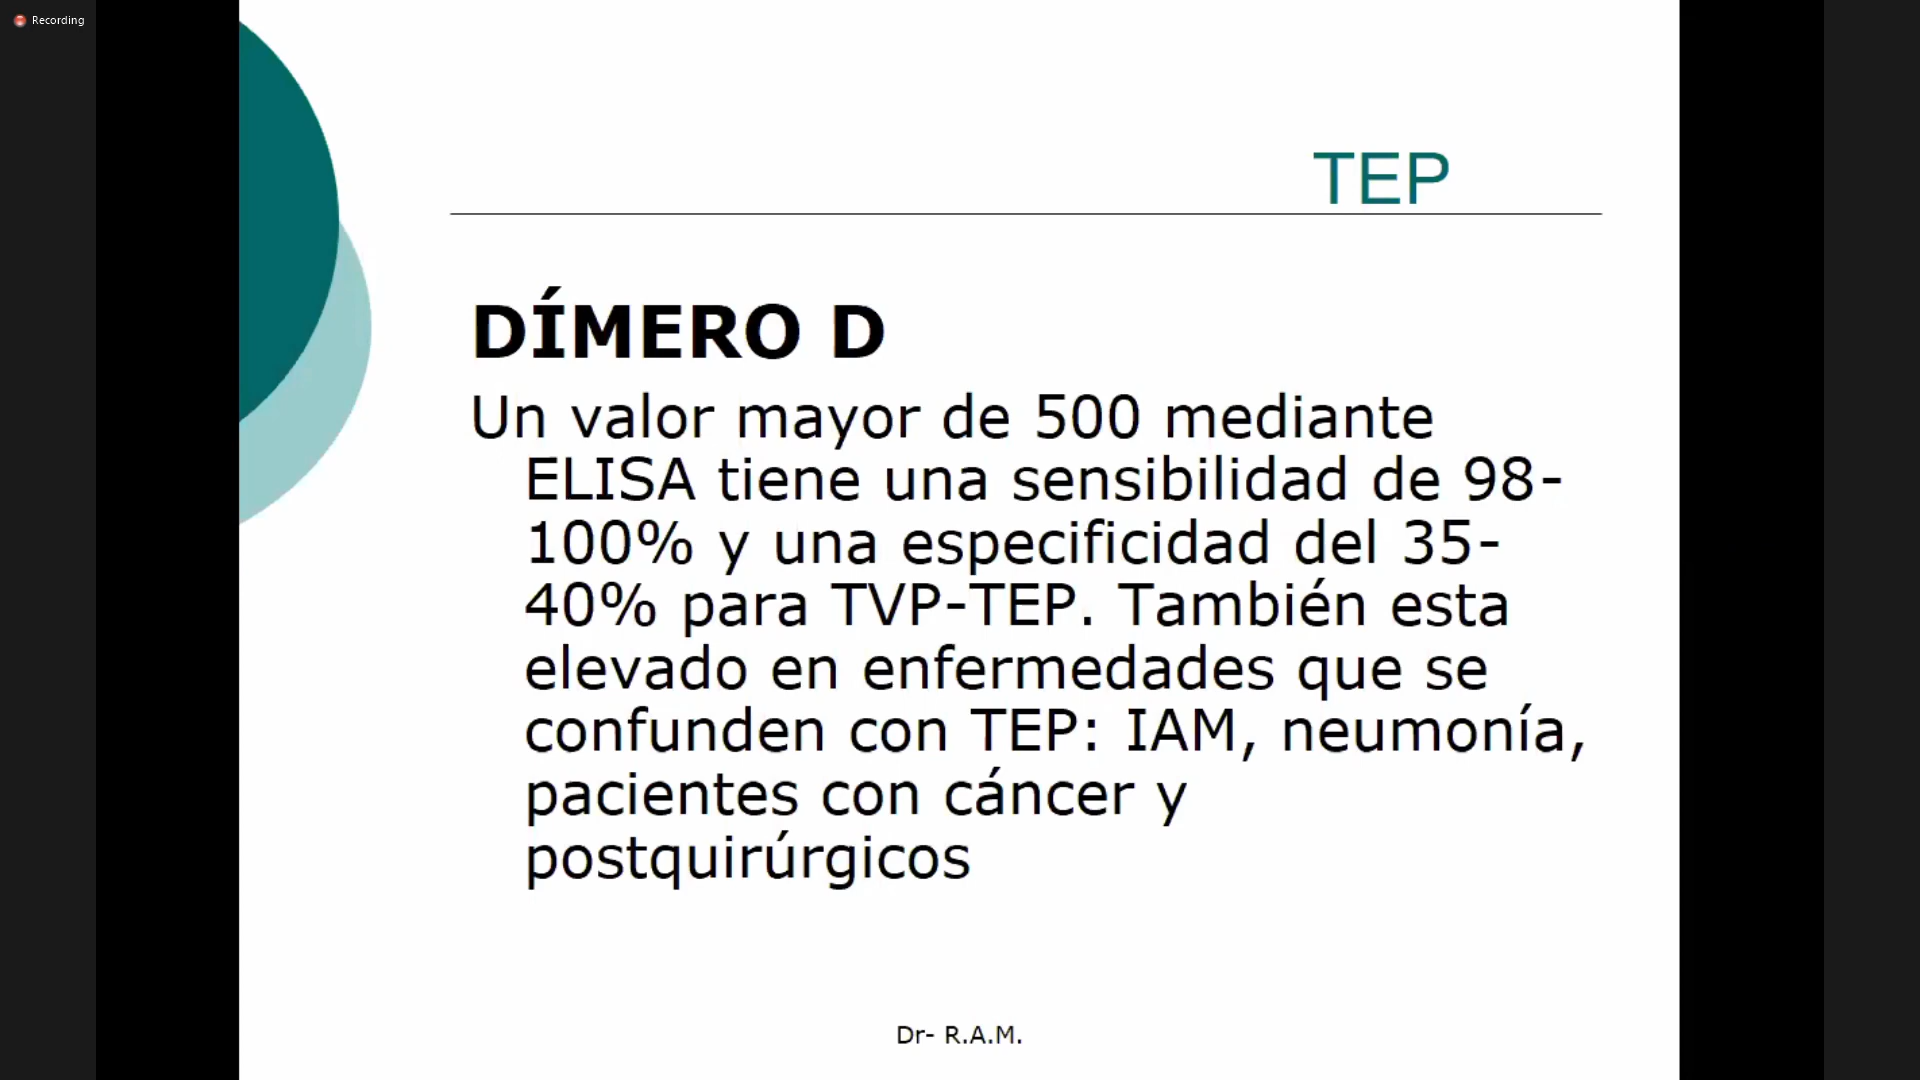 Recording
TEP
DÍMERO D
Un valor mayor de 500 mediante
ELISA tiene una sensibilidad de 98-
100% y una especificidad del 35-
40% para TVP-TEP. También esta
elevado en enfermedades que se
confunden con TEP: IAM, neumonía,
pacientes con cáncer y
postquirúrgicos
Dr- R.A.M.